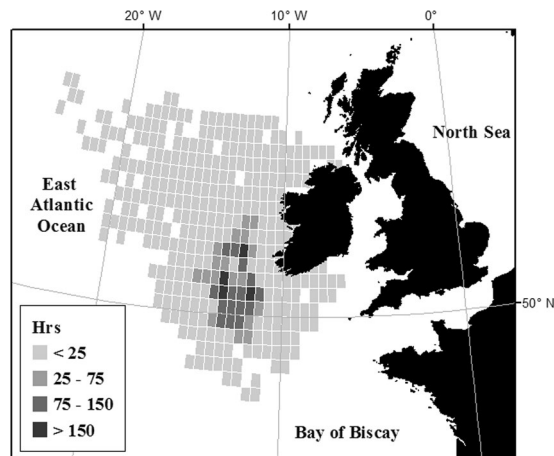 20° W
10° W
0°
North Sea
East
Atlantic
Ocean
50° N
Hrs
< 25
25 - 75
75 - 150
> 150
Bay of Biscay